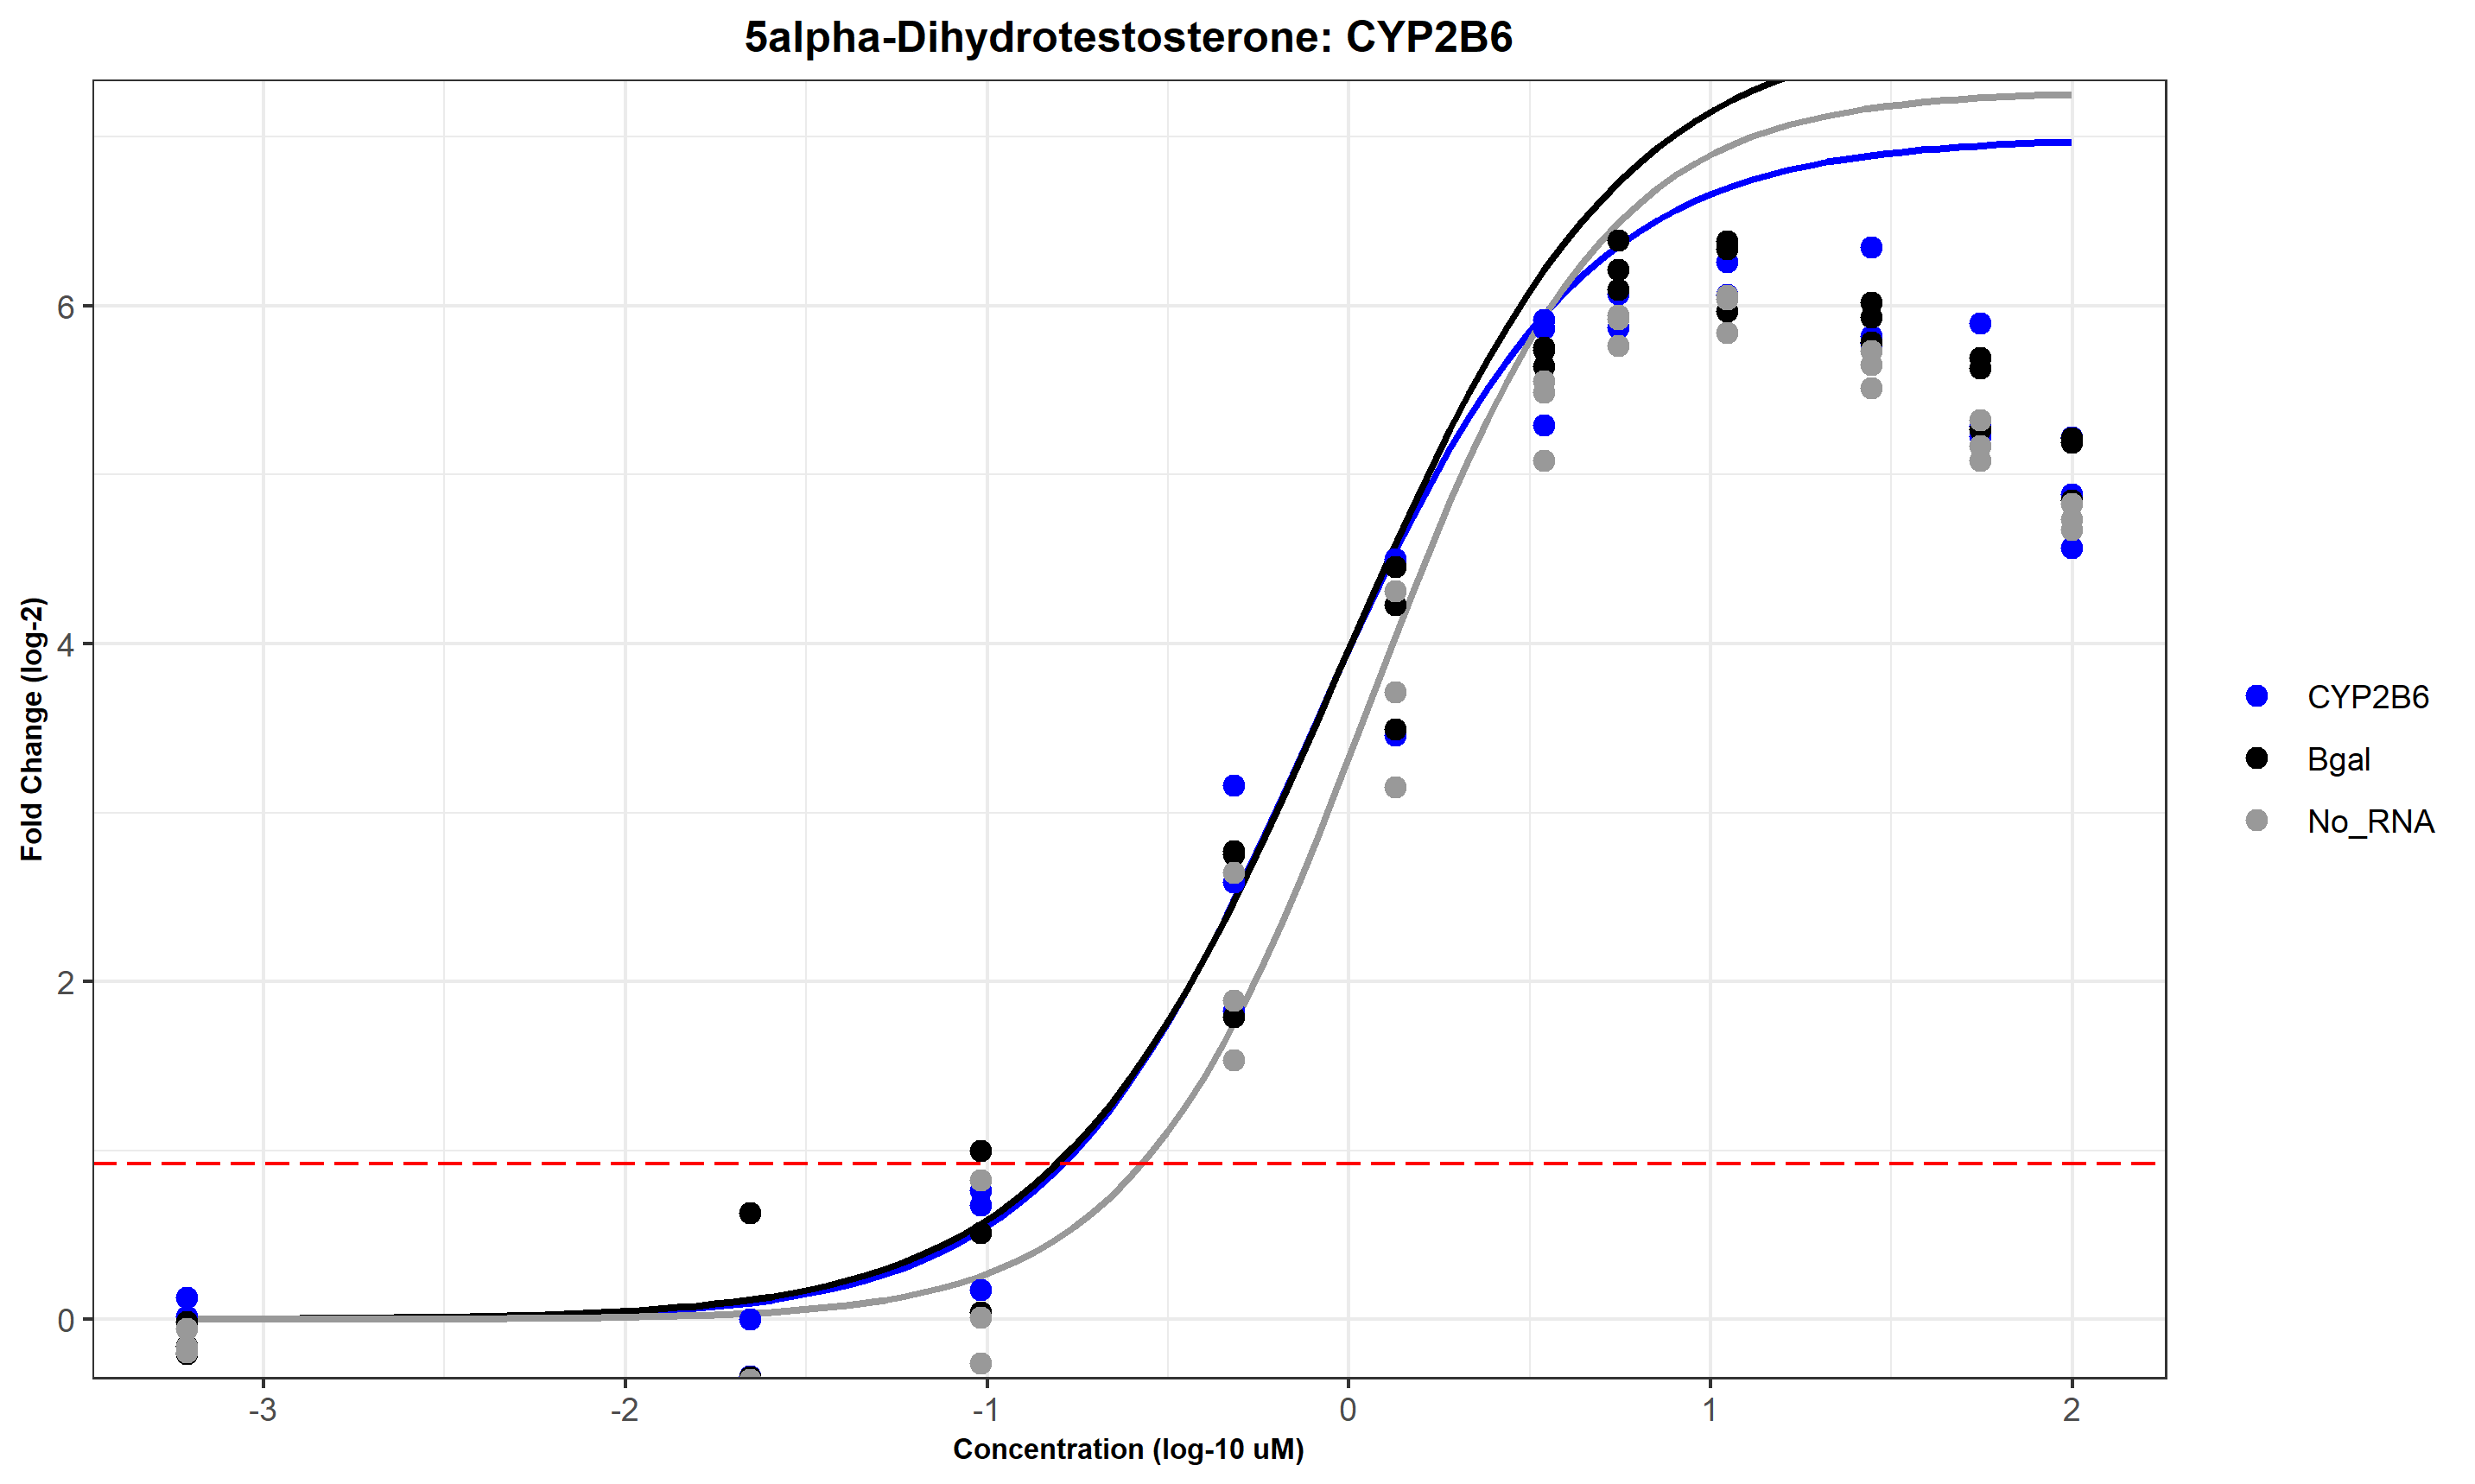 5alpha-Dihydrotestosterone: CYP2B6
Fold Change (log-2)
6
4
2
0
-3
-2
-1
0
1
2
Concentration (log-10 uM)
CYP2B6
Bgal
No_RNA